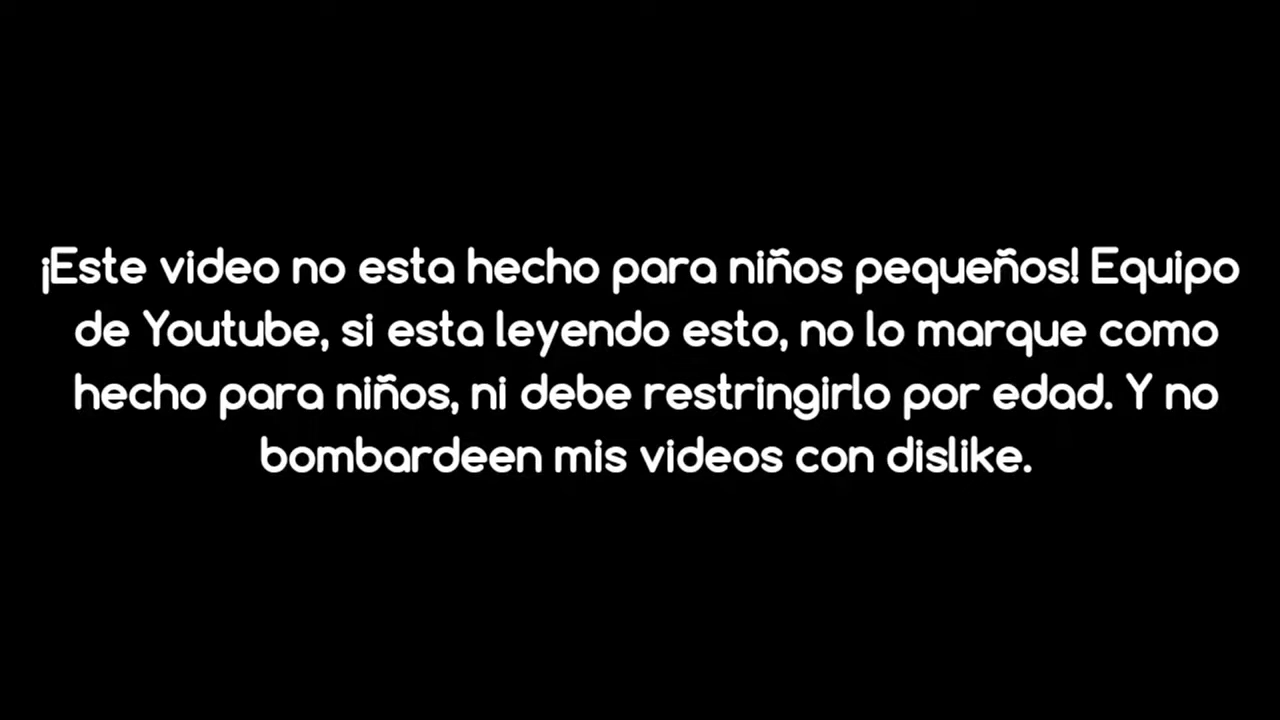 ¡Este video no esta hecho para niños pequeños! Equipo
de Youtube, si esta leyendo esto, no lo marque como
hecho para niños, ni debe restringirlo por edad. Y no
bombardeen mis videos con dislike.